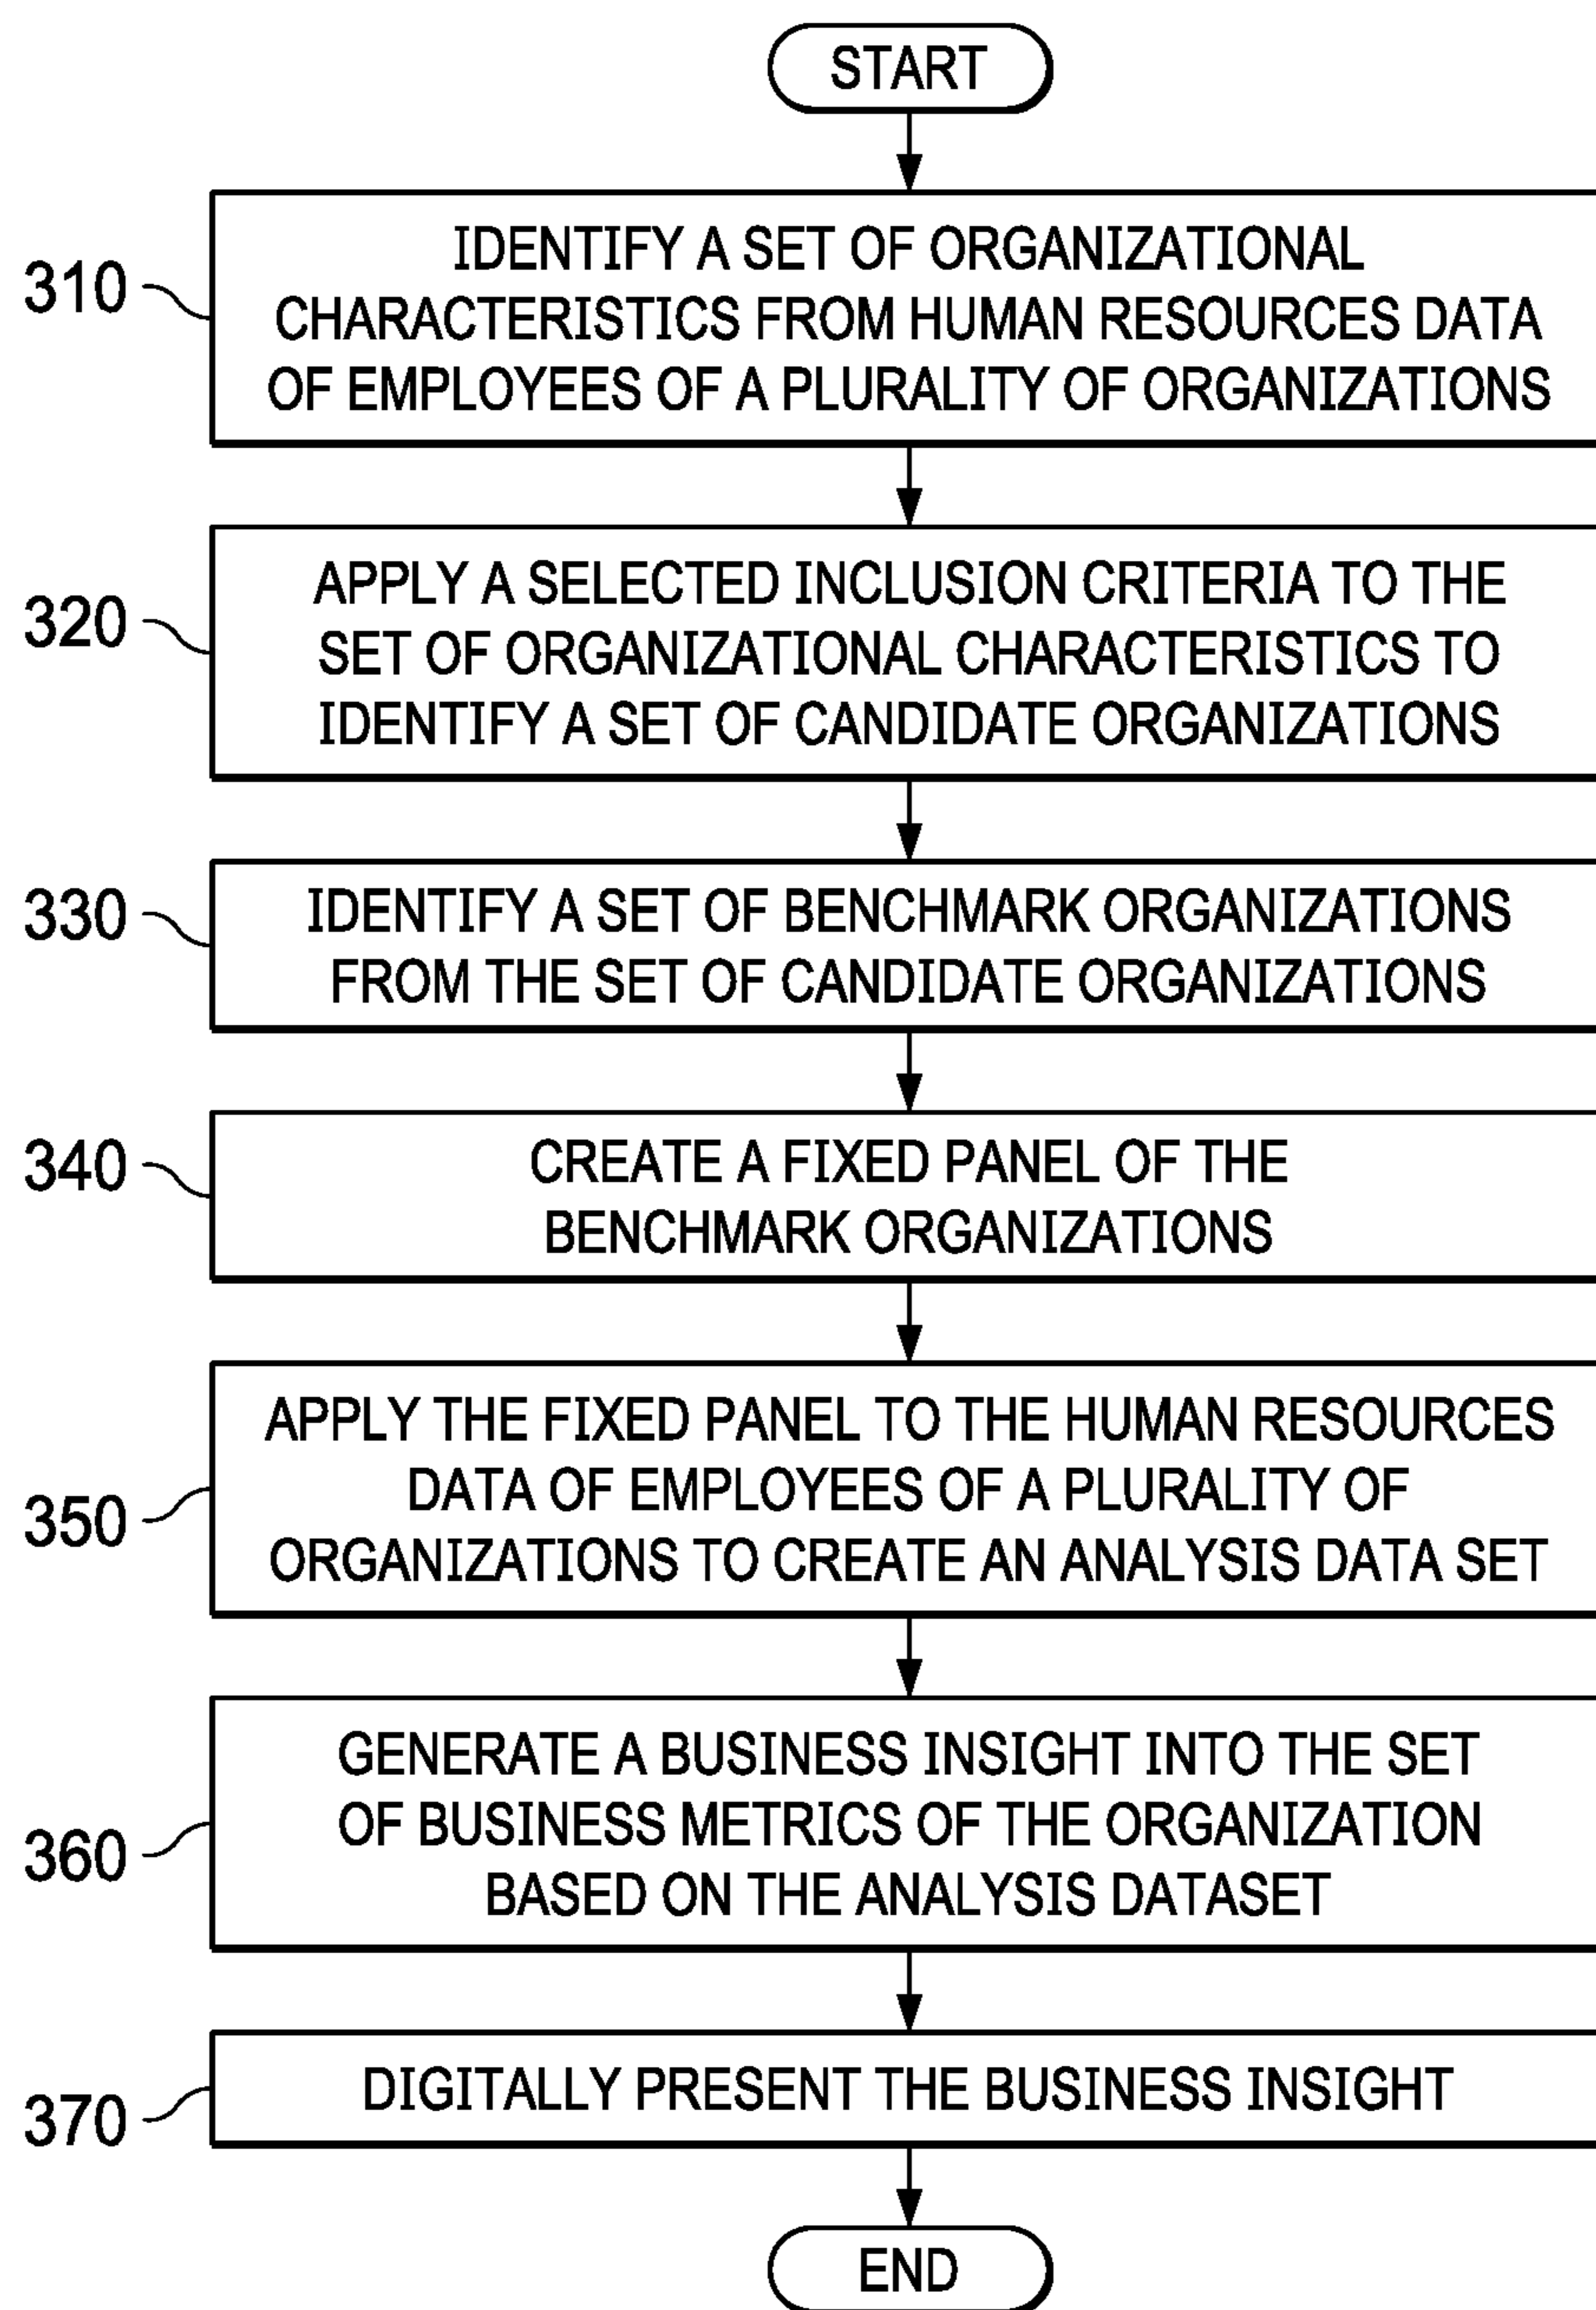 START
310
IDENTIFY A SET OF ORGANIZATIONAL
CHARACTERISTICS FROM HUMAN RESOURCES DATA
OF EMPLOYEES OF A PLURALITY OF ORGANIZATIONS
320
APPLY A SELECTED INCLUSION CRITERIA TO THE
SET OF ORGANIZATIONAL CHARACTERISTICS TO
IDENTIFY A SET OF CANDIDATE ORGANIZATIONS
330
IDENTIFY A SET OF BENCHMARK ORGANIZATIONS
FROM THE SET OF CANDIDATE ORGANIZATIONS
340
CREATE A FIXED PANEL OF THE
BENCHMARK ORGANIZATIONS
350
APPLY THE FIXED PANEL TO THE HUMAN RESOURCES
DATA OF EMPLOYEES OF A PLURALITY OF
ORGANIZATIONS TO CREATE AN ANALYSIS DATA SET
360
GENERATE A BUSINESS INSIGHT INTO THE SET
OF BUSINESS METRICS OF THE ORGANIZATION
BASED ON THE ANALYSIS DATASET
370
DIGITALLY PRESENT THE BUSINESS INSIGHT
END